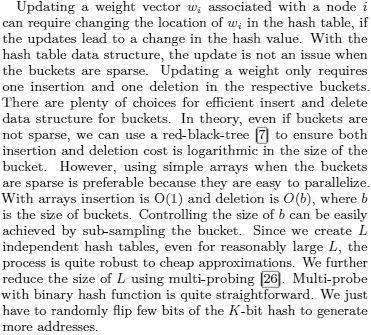 Updating a weight vector w_i associated with a node i
can require changing the location of w_i in the hash table, if
the updates lead to a change in the hash value. With the
hash table data structure, the update is not an issue when
the buckets are sparse. Updating a weight only requires
one insertion and one deletion in the respective buckets.
There are plenty of choices for efficient insert and delete
data structure for buckets. In theory, even if buckets are
not sparse, we can use a red-black-tree [7] to ensure both
insertion and deletion cost is logarithmic in the size of the
bucket. However, using simple arrays when the buckets
are sparse is preferable because they are easy to parallelize.
With arrays insertion is O(1) and deletion is O(b), where b
is the size of buckets. Controlling the size of b can be easily
achieved by sub-sampling the bucket. Since we create L
independent hash tables, even for reasonably large L, the
process is quite robust to cheap approximations. We further
reduce the size of L using multi-probing [26]. Multi-probe
with binary hash function is quite straightforward. We just
have to randomly flip few bits of the K-bit hash to generate
more addresses.